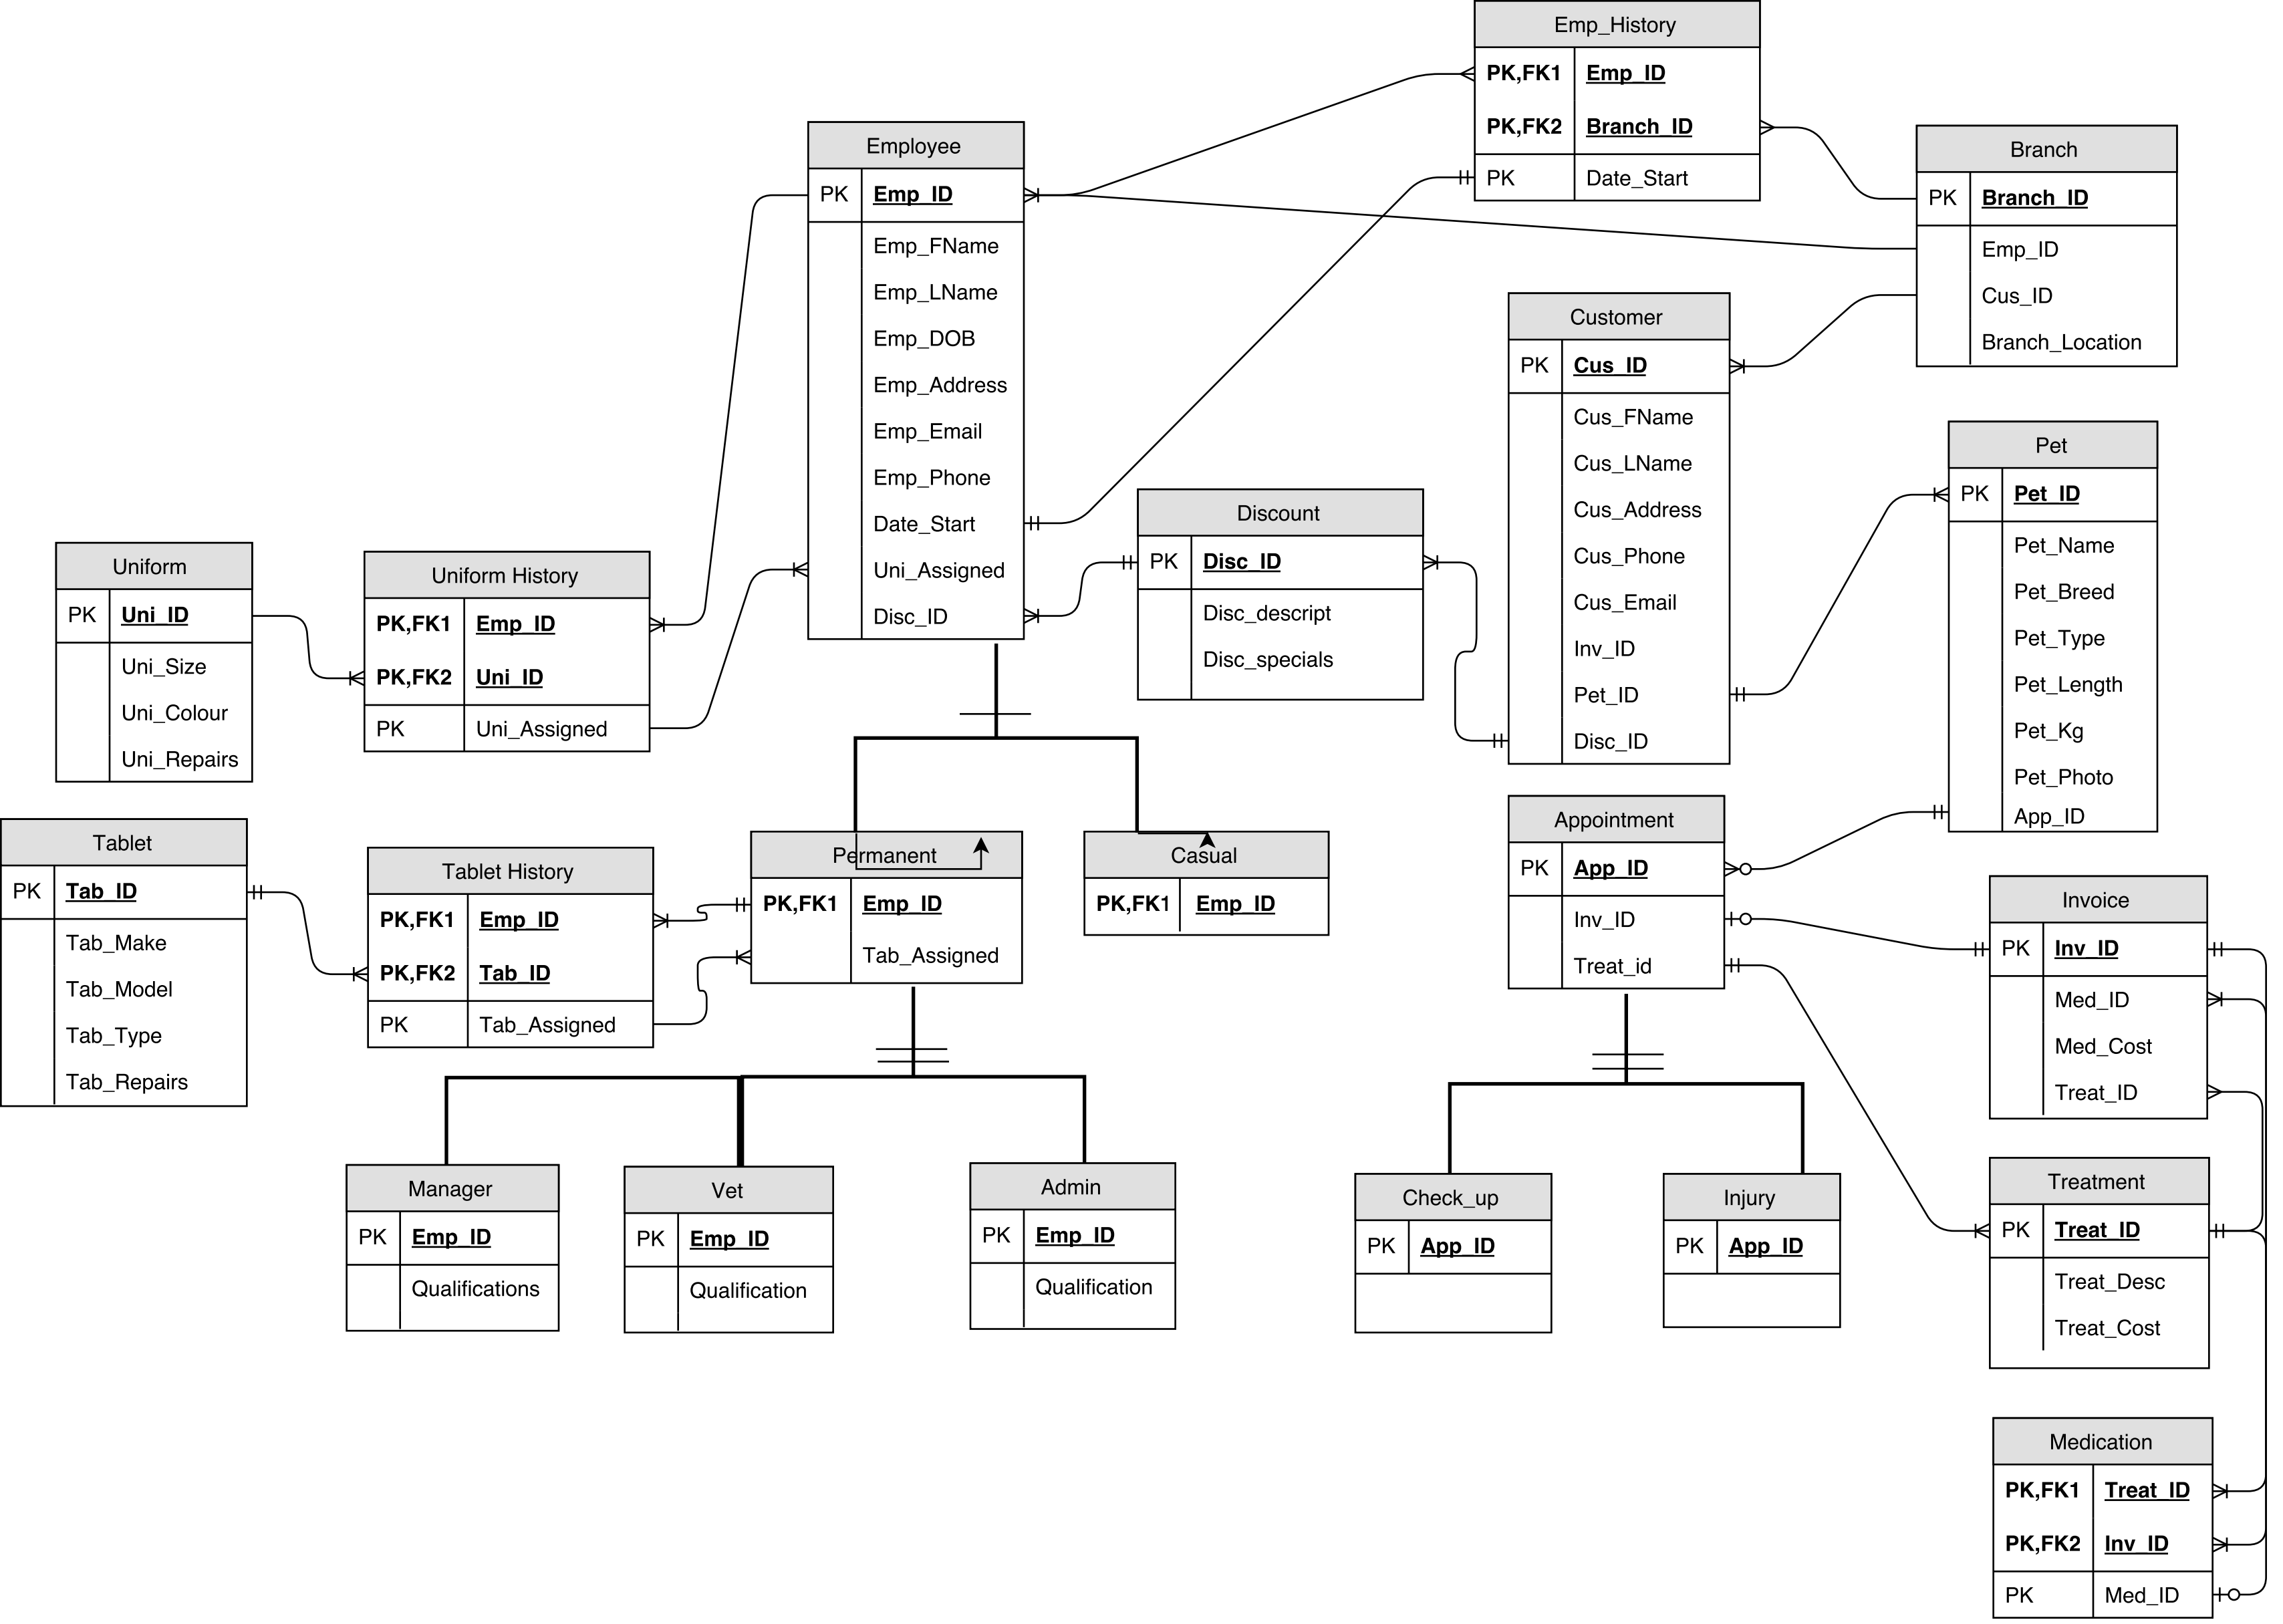 Emp_History
PK,FK1 Emp_ID
PK,FK2 Branch_ID
PK Date_Start
Employee
PK Emp_ID
Emp_FName
Emp_LName
Emp_DOB
Emp_Address
Emp_Email
Emp_Phone
Date_Start
Uni_Assigned
Disc_ID
Branch
PK Branch_ID
Emp_ID
Cus_ID
Branch_Location
Customer
PK Cus_ID
Cus_FName
Cus_LName
Cus_Address
Cus_Phone
Cus_Email
Inv_ID
Pet_ID
Disc_ID
Pet
PK Pet_ID
Pet_Name
Pet_Breed
Pet_Type
Pet_Length
Pet_Kg
Pet_Photo
App_ID
Discount
PK Disc_ID
Disc_descript
Disc_specials
Uniform
PK Uni_ID
Uni_Size
Uni_Colour
Uni_Repairs
Uniform History
PK,FK1 Emp_ID
PK,FK2 Uni_ID
PK Uni_Assigned
Tablet
PK Tab_ID
Tab_Make
Tab_Model
Tab_Type
Tab_Repairs
Tablet History
PK,FK1 Emp_ID
PK,FK2 Tab_ID
PK Tab_Assigned
Permanent
PK,FK1 Emp_ID
Tab_Assigned
Casual
PK,FK1 Emp_ID
Appointment
PK App_ID
Inv_ID
Treat_id
Invoice
PK Inv_ID
Med_ID
Med_Cost
Treat_ID
Manager
PK Emp_ID
Qualifications
Vet
PK Emp_ID
Qualification
Admin
PK Emp_ID
Qualification
Check_up
PK App_ID
Injury
PK App_ID
Treatment
PK Treat_ID
Treat_Desc
Treat_Cost
Medication
PK,FK1 Treat_ID
PK,FK2 Inv_ID
PK Med_ID